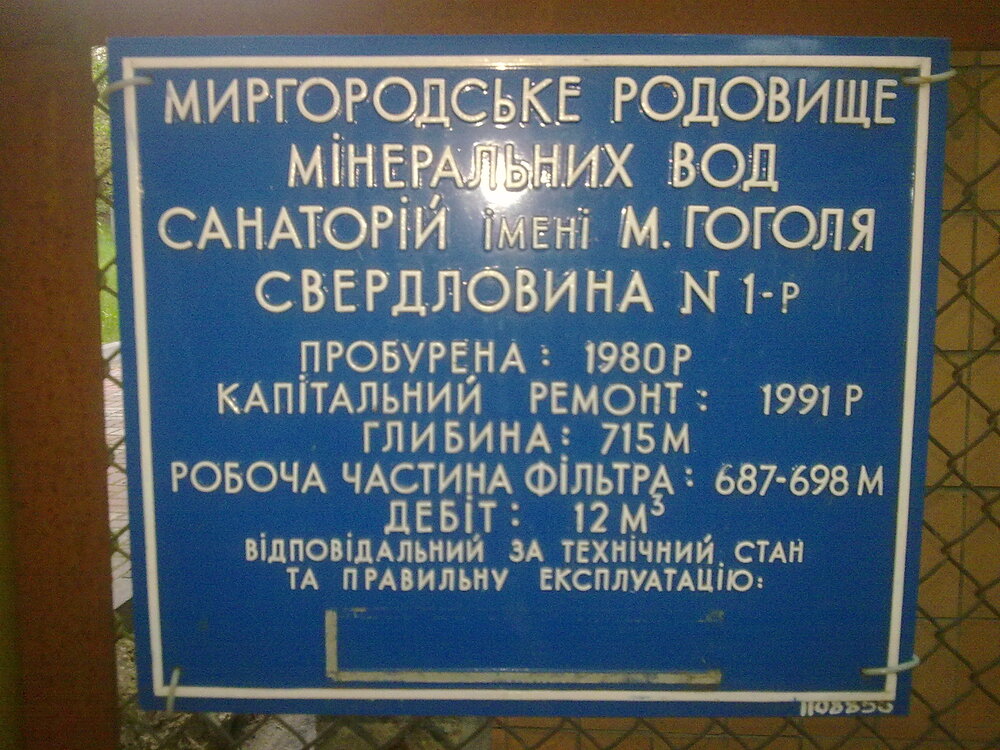 МИРГОРОДСЬКЕ РОДОВИЩЕ
МІНЕРАЛЬНИХ ВОД
САНАТОРІЙ ІМЕНІ М. ГОГОЛЯ
СВЕРДЛОВИНА N 1-Р
ПРОБУРЕНА : 1980 Р
КАПІТАЛЬНИЙ РЕМОНТ : 1991 Р
ГЛИБИНА : 715 М
РОБОЧА ЧАСТИНА ФІЛЬТРА : 687-698 М
ДЕБІТ : 12 М³
ВІДПОВІДАЛЬНИЙ ЗА ТЕХНІЧНИЙ СТАН
ТА ПРАВИЛЬНУ ЕКСПЛУАТАЦІЮ: